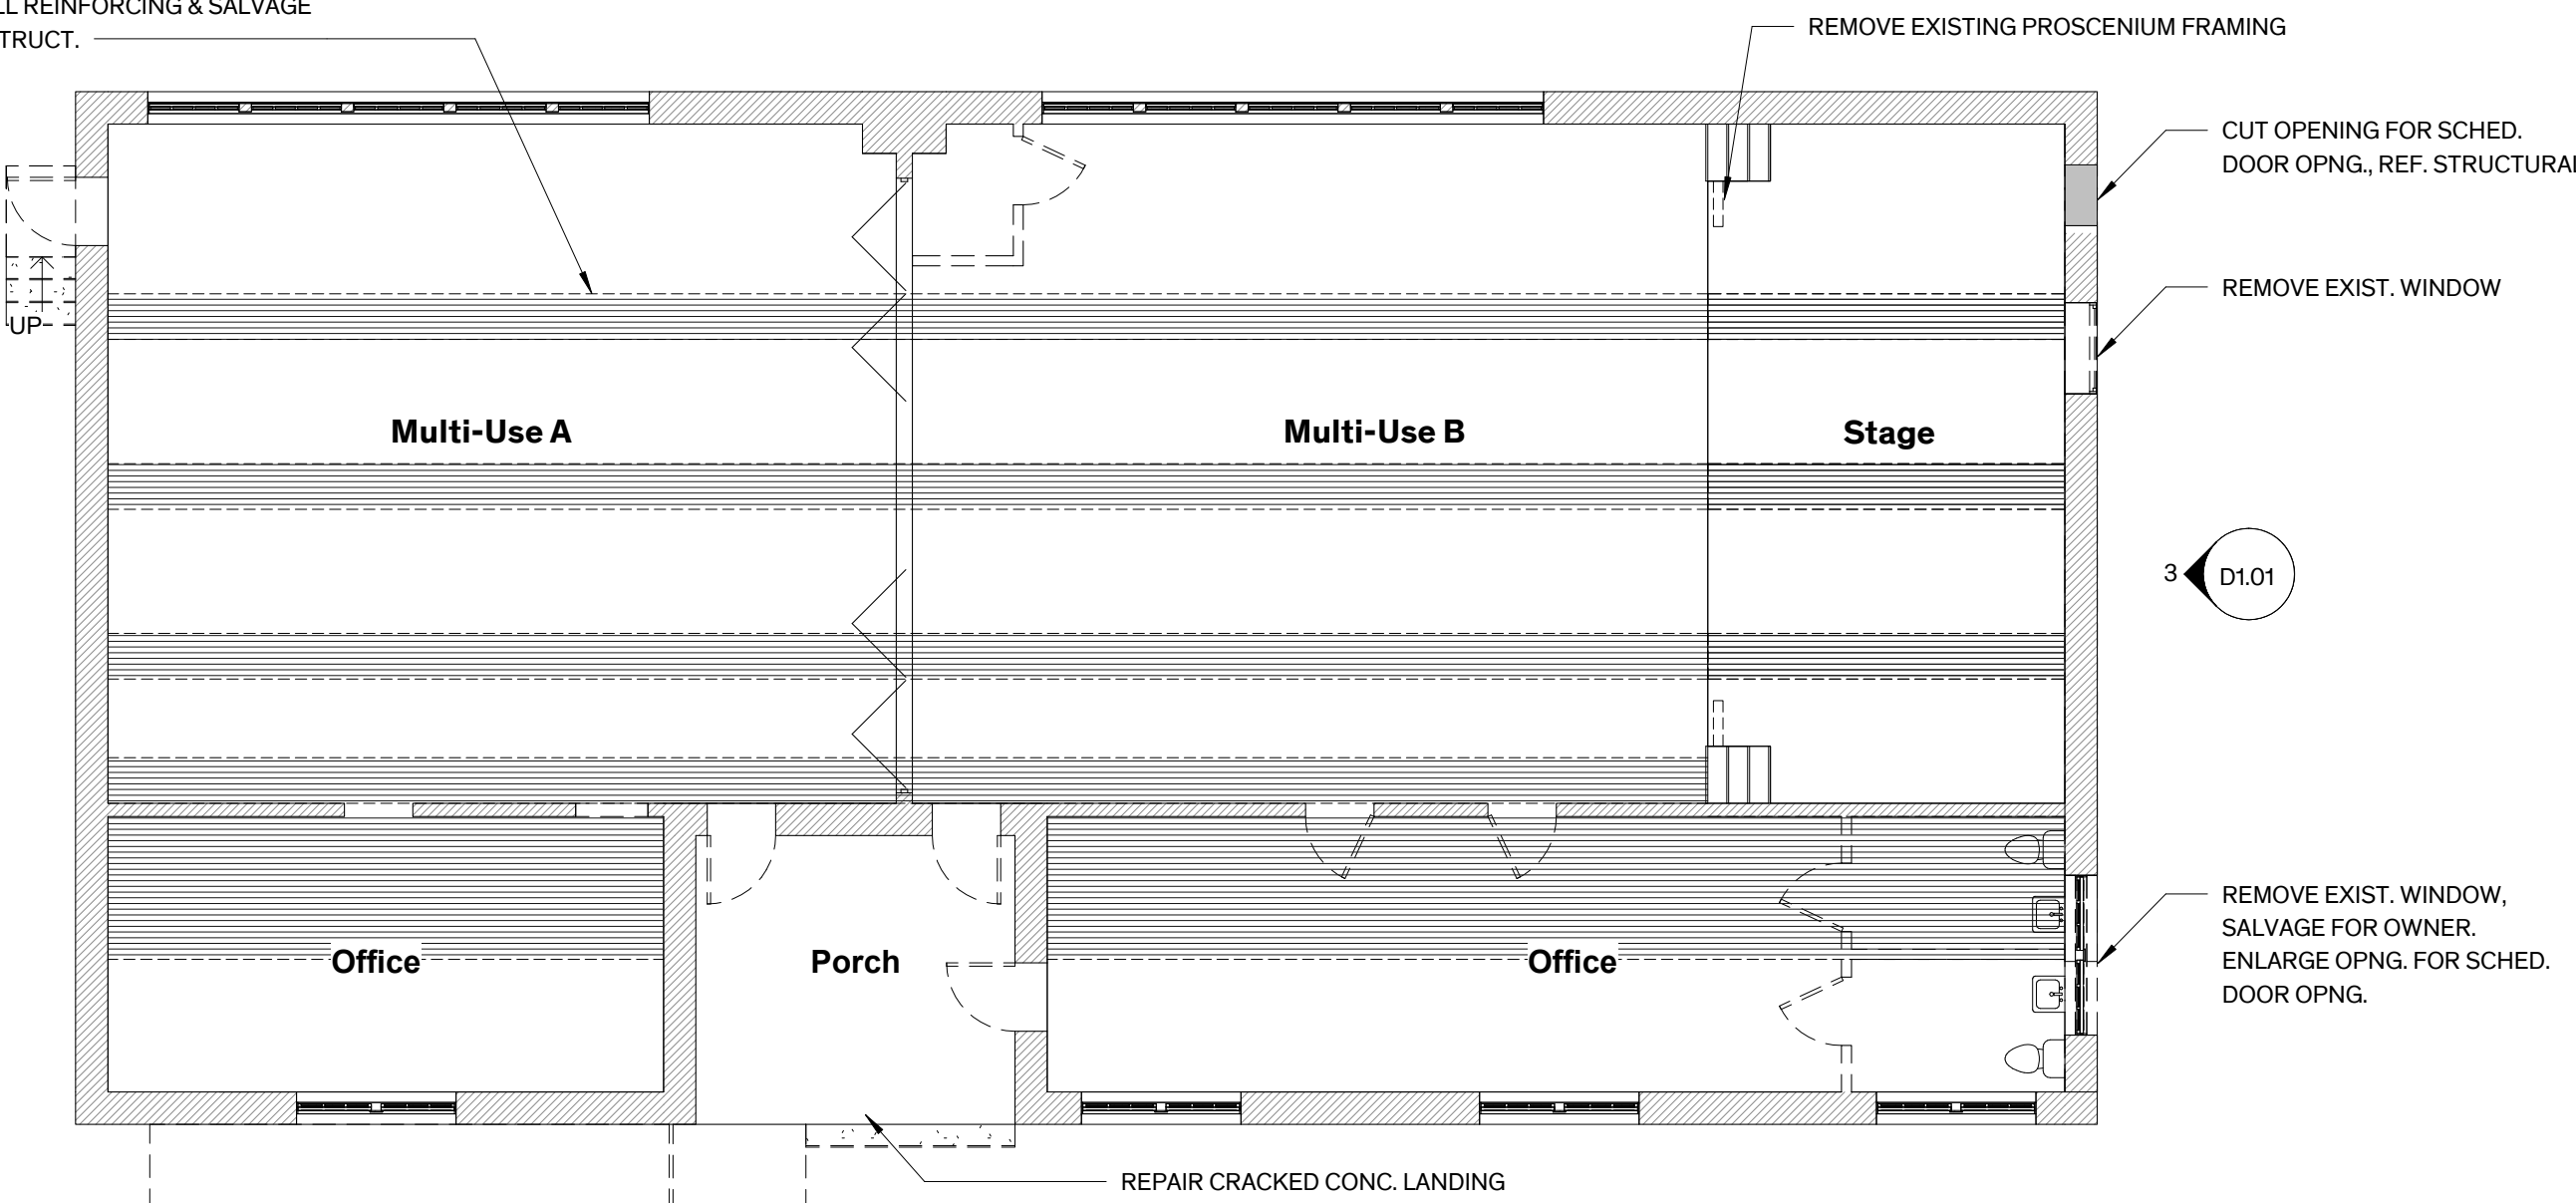 REINFORCING & SALVAGE
REMOVE EXISTING PROSCENIUM FRAMING
CUT OPENING FOR SCHED.
DOOR OPNG., REF. STRUCTURAL
REMOVE EXIST. WINDOW
UP
Multi-Use A
Multi-Use B
Stage
3
D1.01
REMOVE EXIST. WINDOW,
SALVAGE FOR OWNER.
ENLARGE OPNG. FOR SCHED.
DOOR OPNG.
Office
Porch
Office
REPAIR CRACKED CONC. LANDING